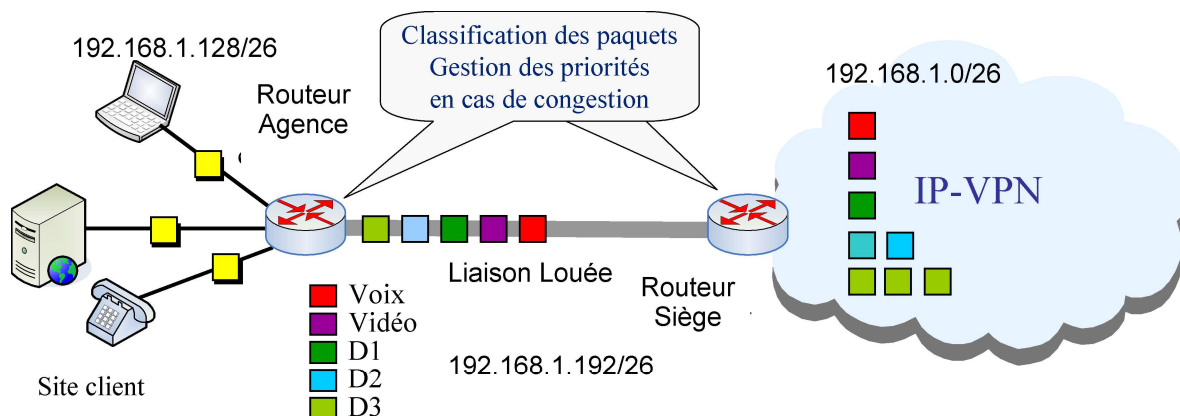 192.168.1.128/26
Classification des paquets
Gestion des priorités
en cas de congestion
192.168.1.0/26
Routeur
Agence
IP-VPN
Liaison Louée
Routeur
Siège
Voix
Vidéo
D1
D2
D3
192.168.1.192/26
Site client